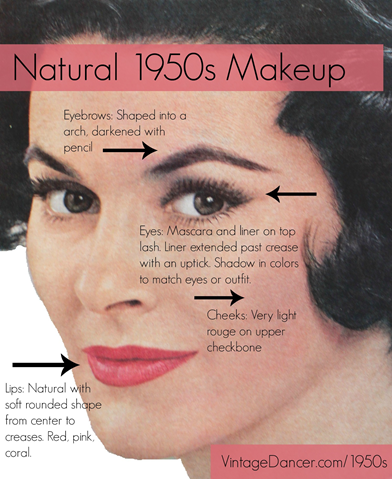 Natural 1950s Makeup
Eyebrows: Shaped into a
arch, darkened with
pencil
Eyes: Mascara and liner on top
lash. Liner extended past crease
with an uptick. Shadow in colors
to match eyes or outfit.
Cheeks: Very light
rouge on upper
checkbone
Lips: Natural with
soft rounded shape
from center to
creases. Red, pink,
coral.
VintageDancer.com/1950s